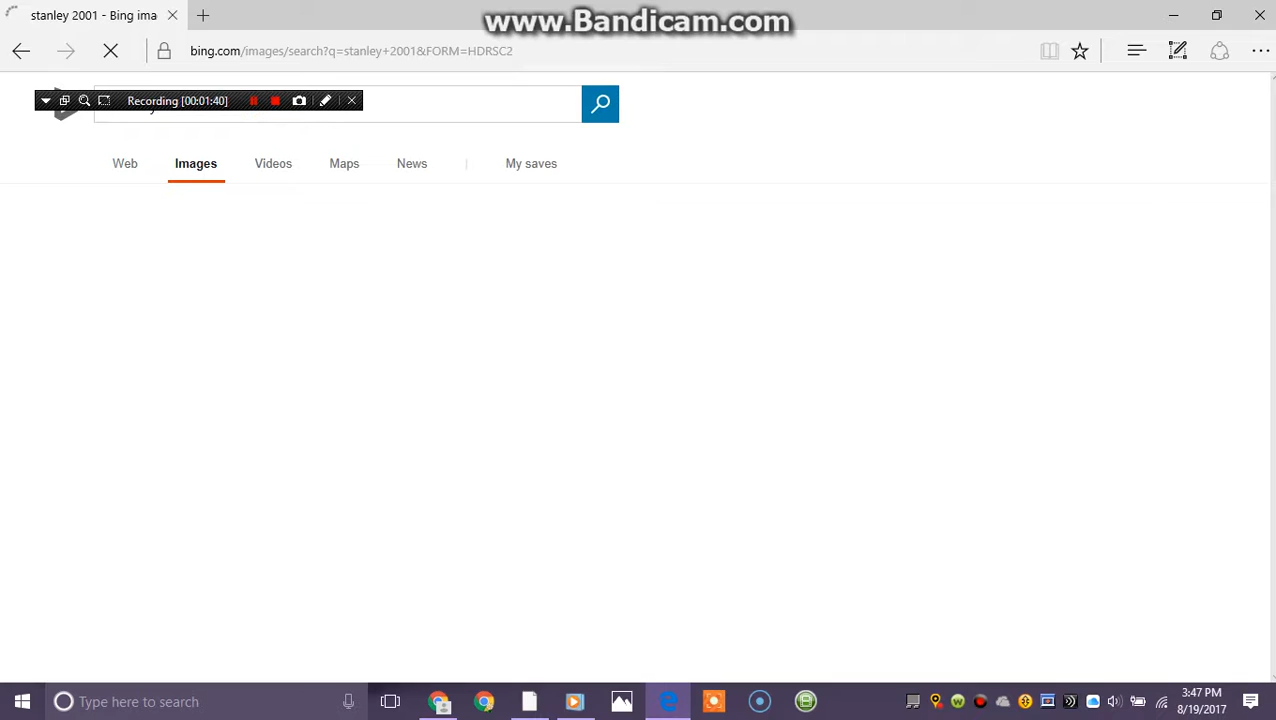 www.Bandicam.com
stanley 2001 - Bing ima
bing.com/images/search?q=stanley+2001&FORM=HDRSC2
Recording [00:01:40]
Web Images Videos Maps News | My saves
Type here to search
3:47 PM
8/19/2017